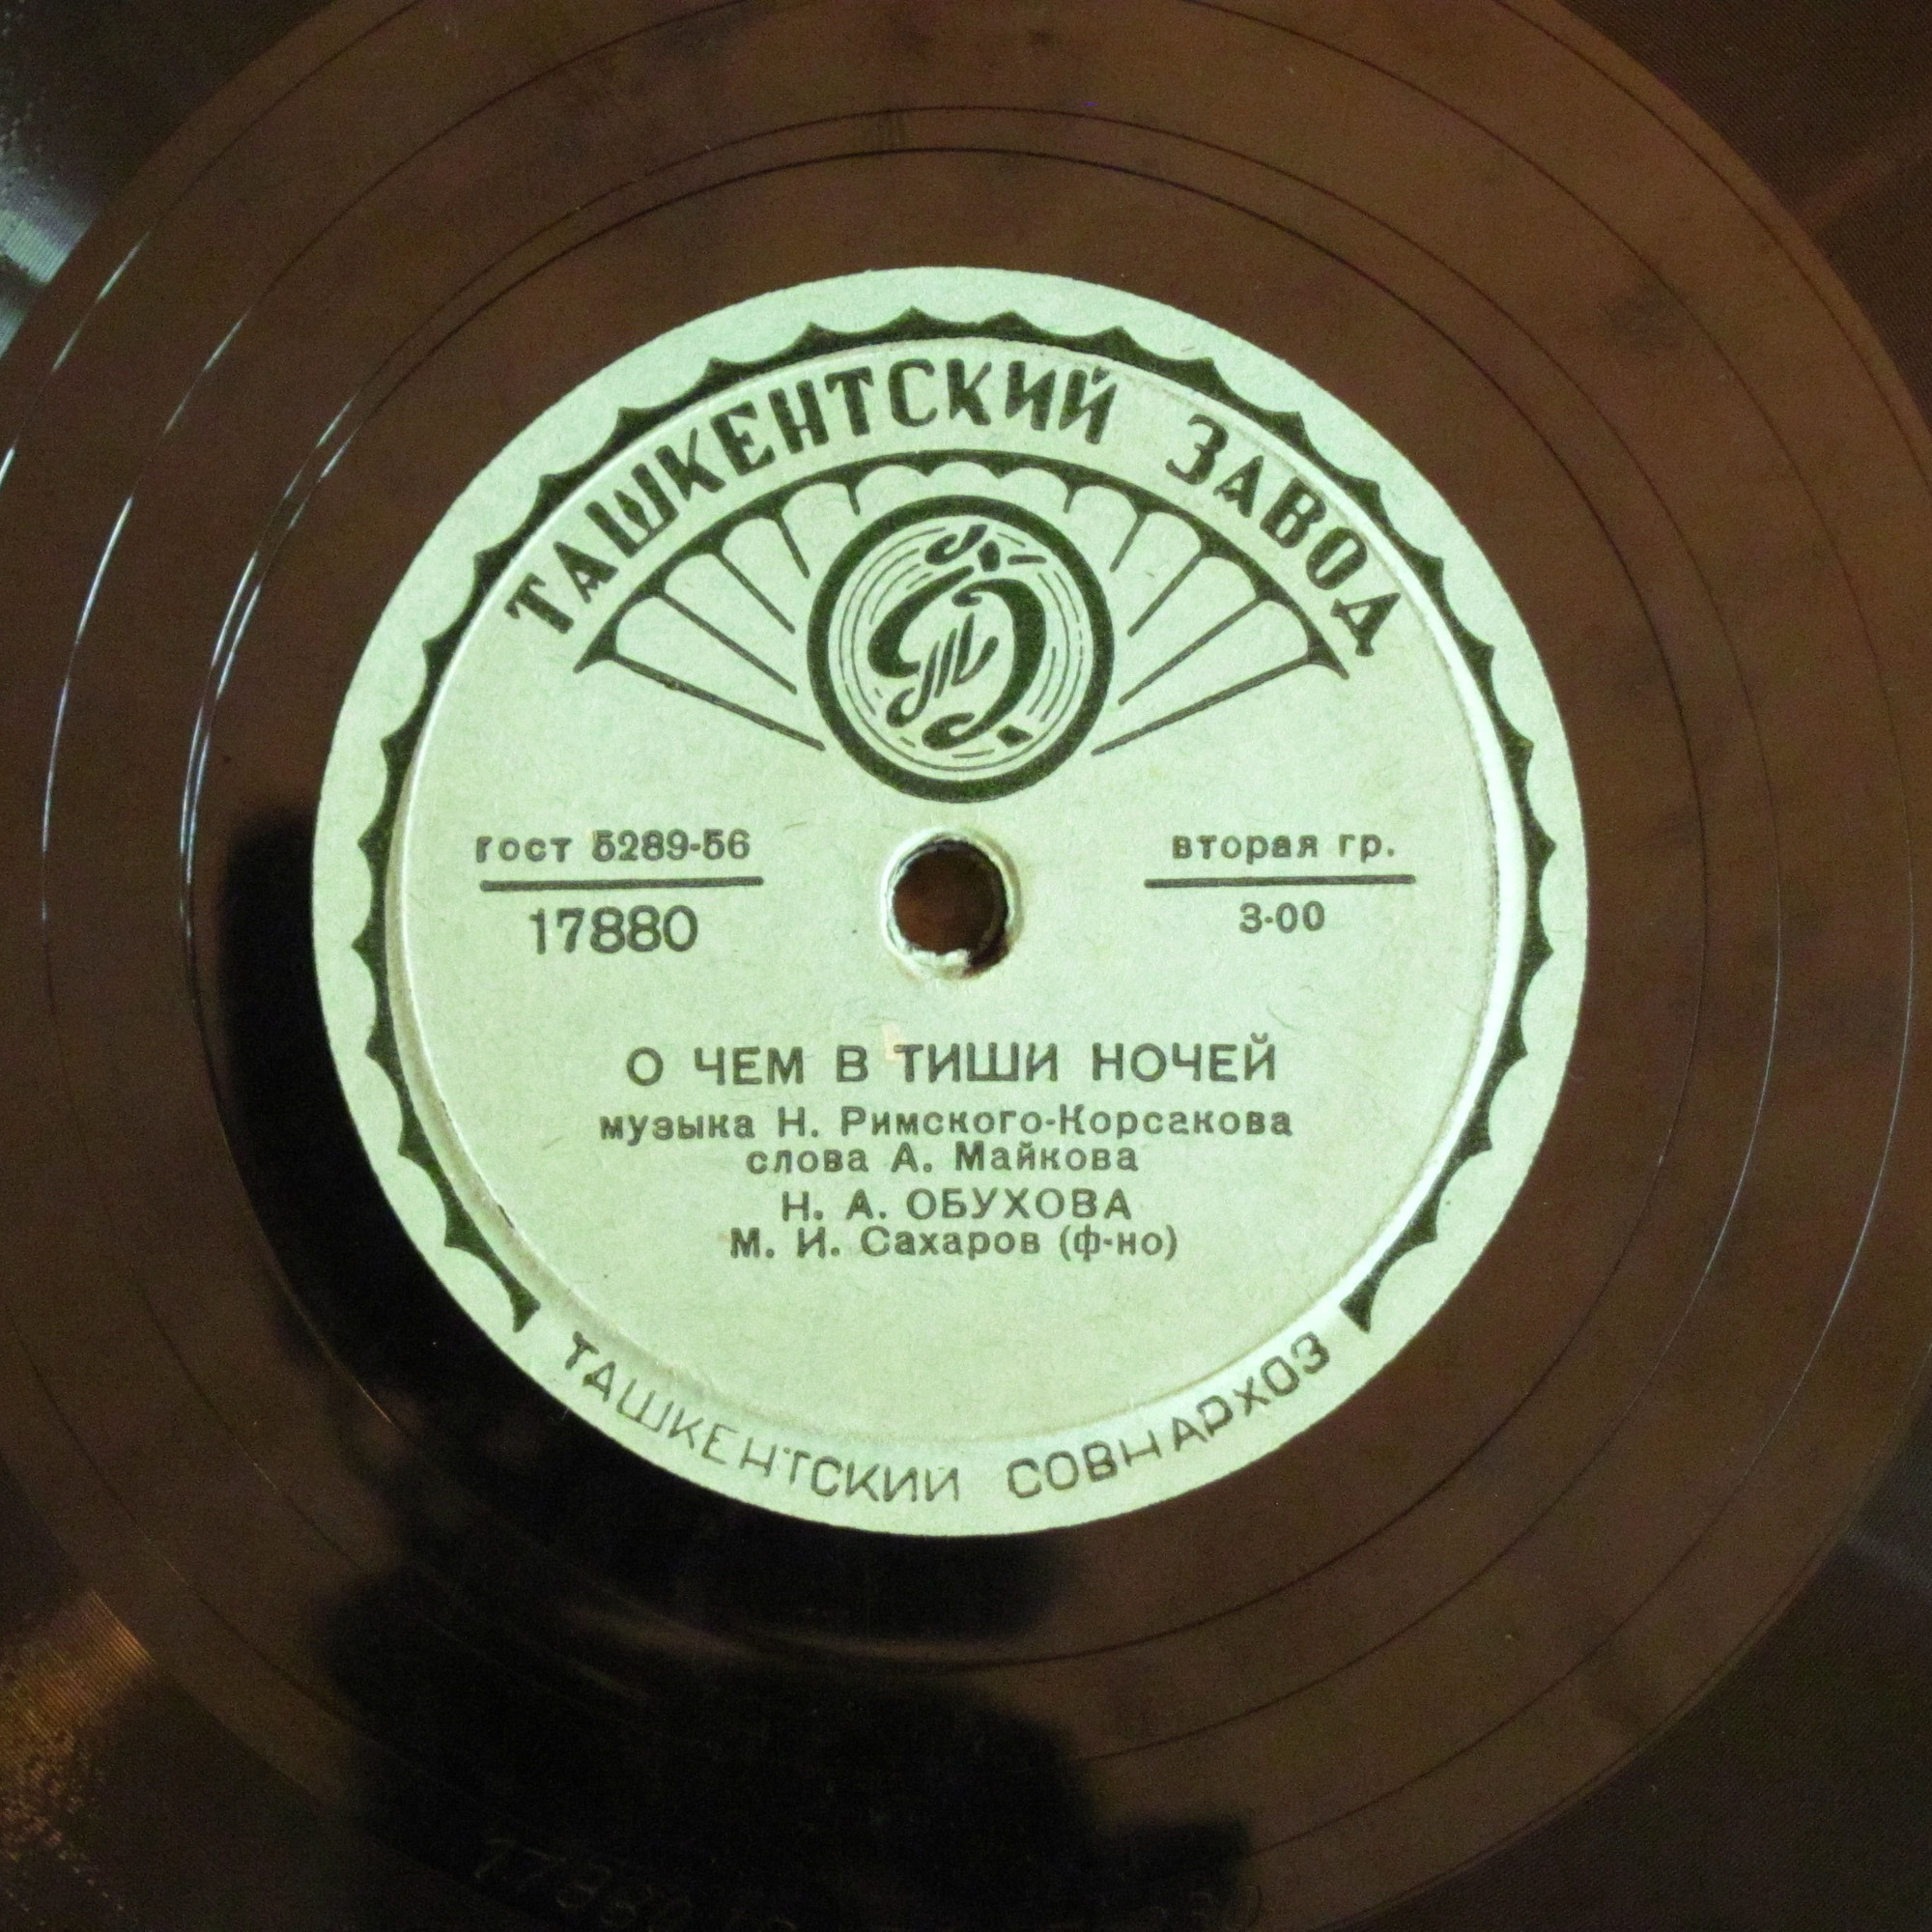 ТАШКЕНТСКИЙ ЗАВОД
гост 5289-56
17880
вторая гр.
3-00
О ЧЕМ В ТИШИ НОЧЕЙ
музыка Н. Римского-Корсакова
слова А. Майкова
Н. А. ОБУХОВА
М. И. Сахаров (ф-но)
ТАШКЕНТСКИЙ СОВНАРХОЗ